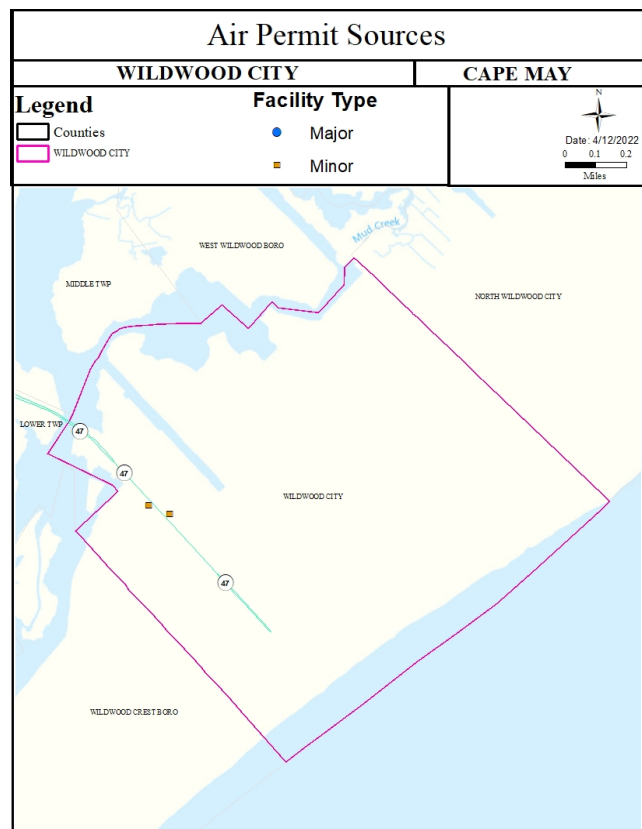 Air Permit Sources
WILDWOOD CITY
CAPE MAY
Legend
Counties
WILDWOOD CITY
Facility Type
Major
Minor
N
Date: 4/12/2022
0 0.1 0.2
Miles
Mud Creek
WEST WILDWOOD BORO
MIDDLE TWP
NORTH WILDWOOD CITY
LOWER TWP
47
47
WILDWOOD CITY
47
WILDWOOD CREST BORO